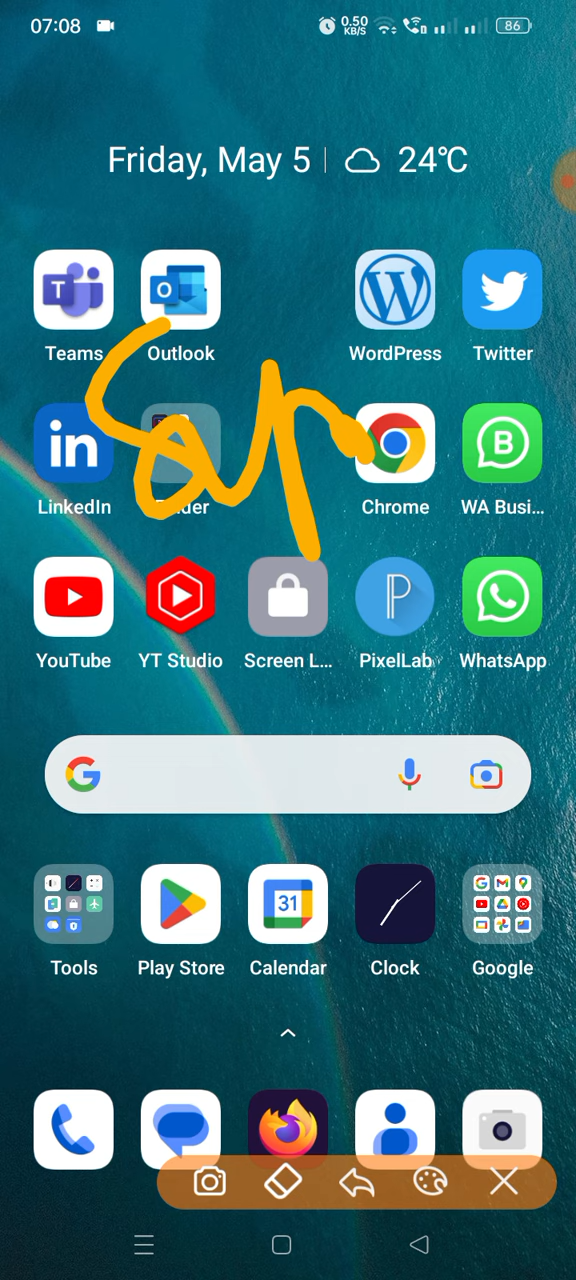 07:08 0.50 KB/S 86
Friday, May 5 24°C
Teams Outlook WordPress Twitter
LinkedIn Chrome WA Busi...
YouTube YT Studio Screen L... PixelLab WhatsApp
31
Tools Play Store Calendar Clock Google